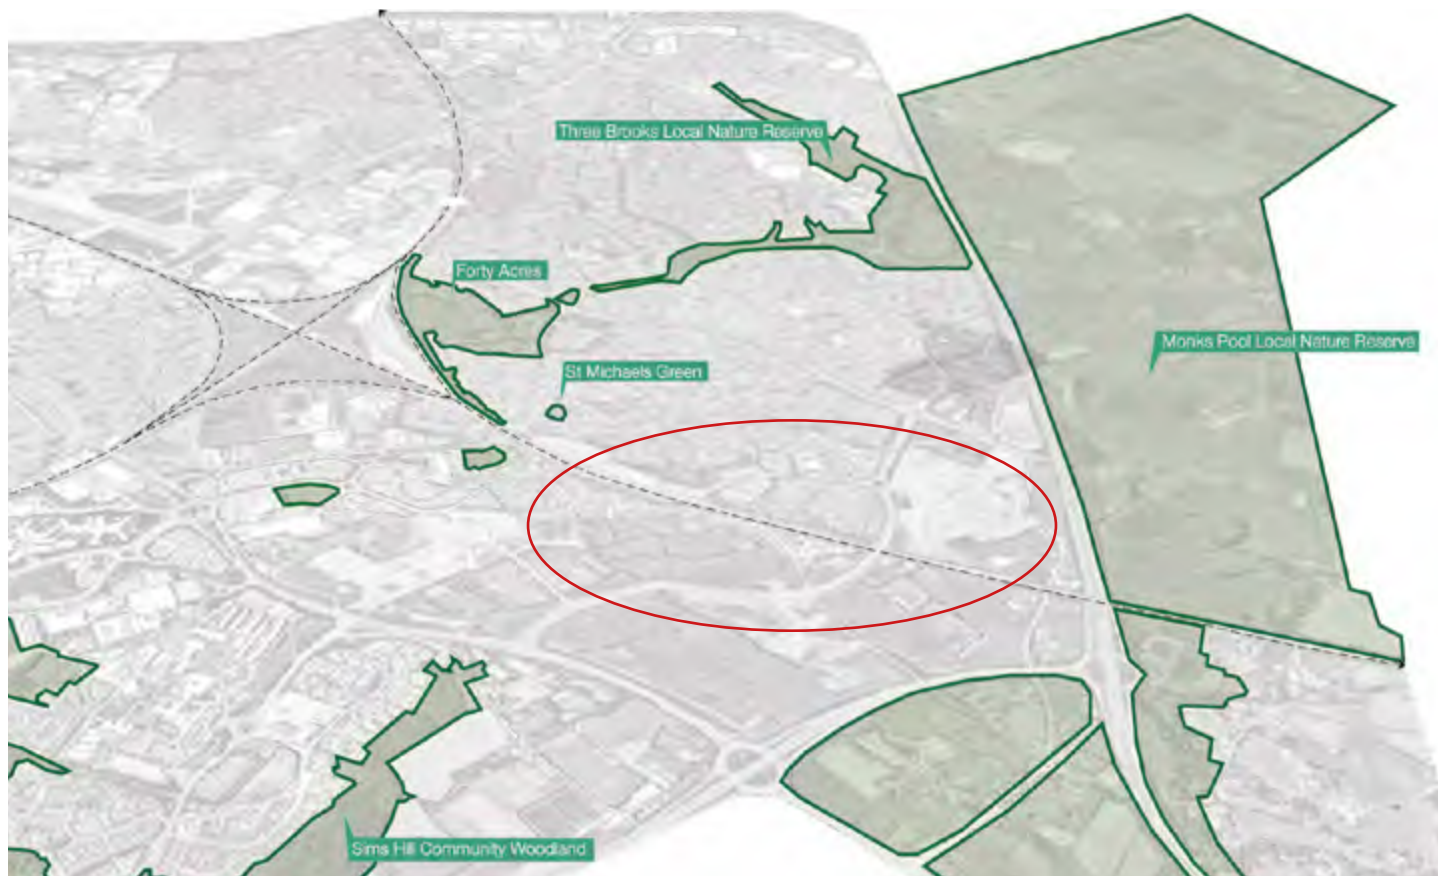 Three Brooks Local Nature Reserve
Forty Acres
Monks Pool Local Nature Reserve
St Michaels Green
Sims Hill Community Woodland